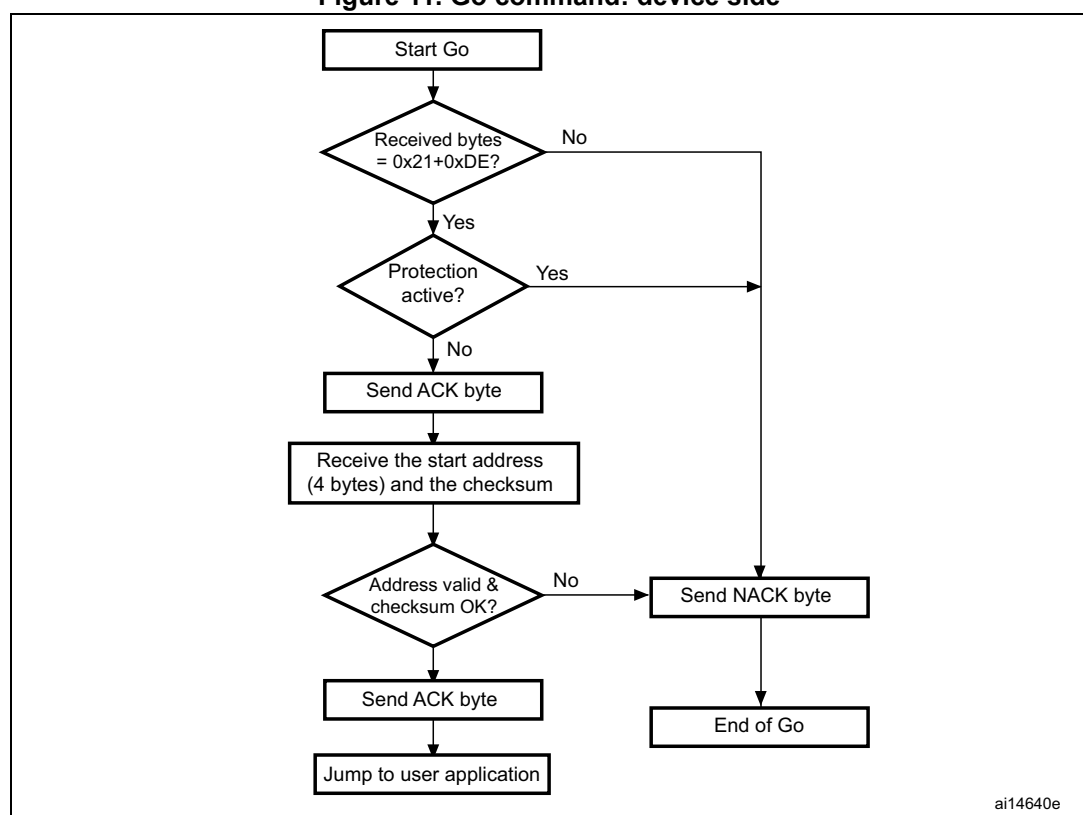 Figure 11. Go command: device side
Start Go
Received bytes
= 0x21+0xDE?
No
Yes
Protection
active?
Yes
No
Send ACK byte
Receive the start address
(4 bytes) and the checksum
Address valid &
checksum OK?
No
Send NACK byte
Send ACK byte
End of Go
Jump to user application
ai14640e